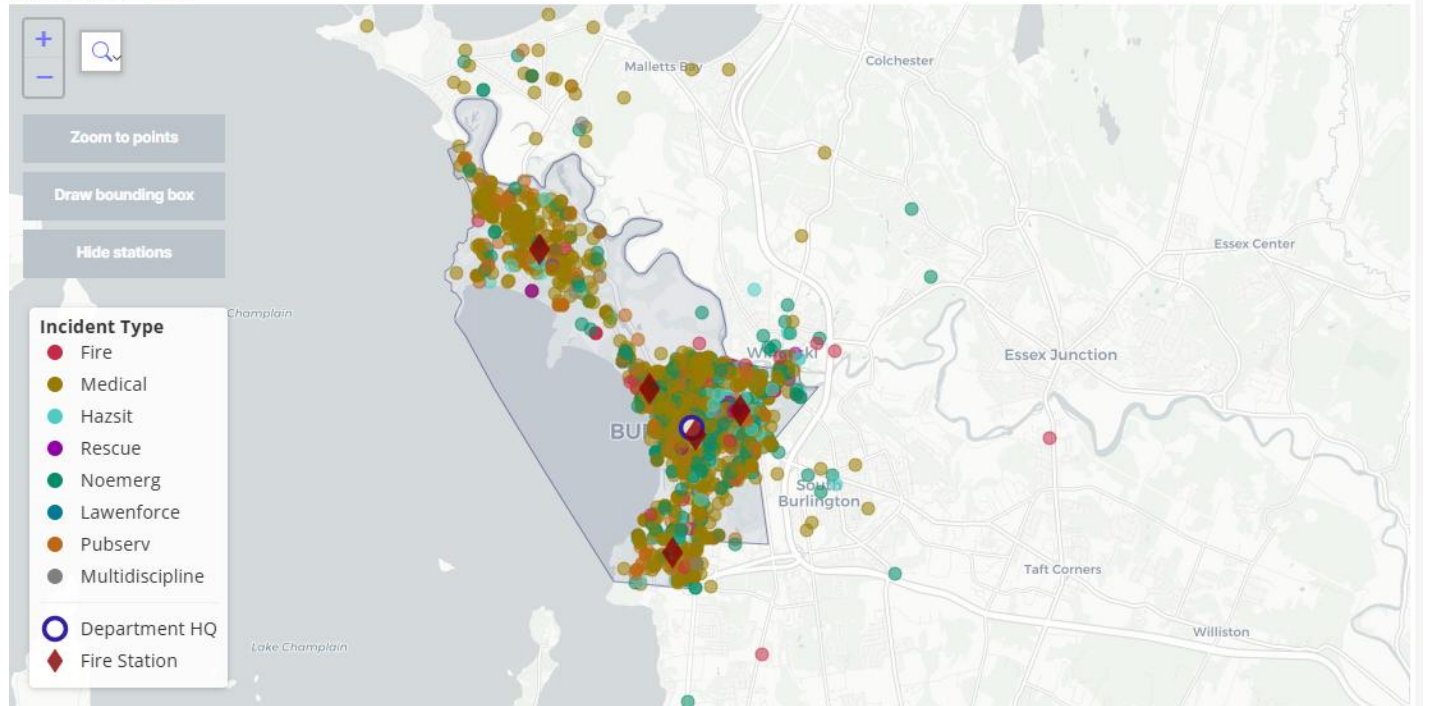 +
−
Zoom to points
Draw bounding box
Hide stations
Incident Type
Fire
Medical
Hazsit
Rescue
Noemerg
Lawenforce
Pubserv
Multidiscipline
Department HQ
Fire Station
Malletts Bay
Colchester
Essex Center
Champlain
Essex Junction
BU
South
Burlington
Taft Corners
Williston
Lake Champlain